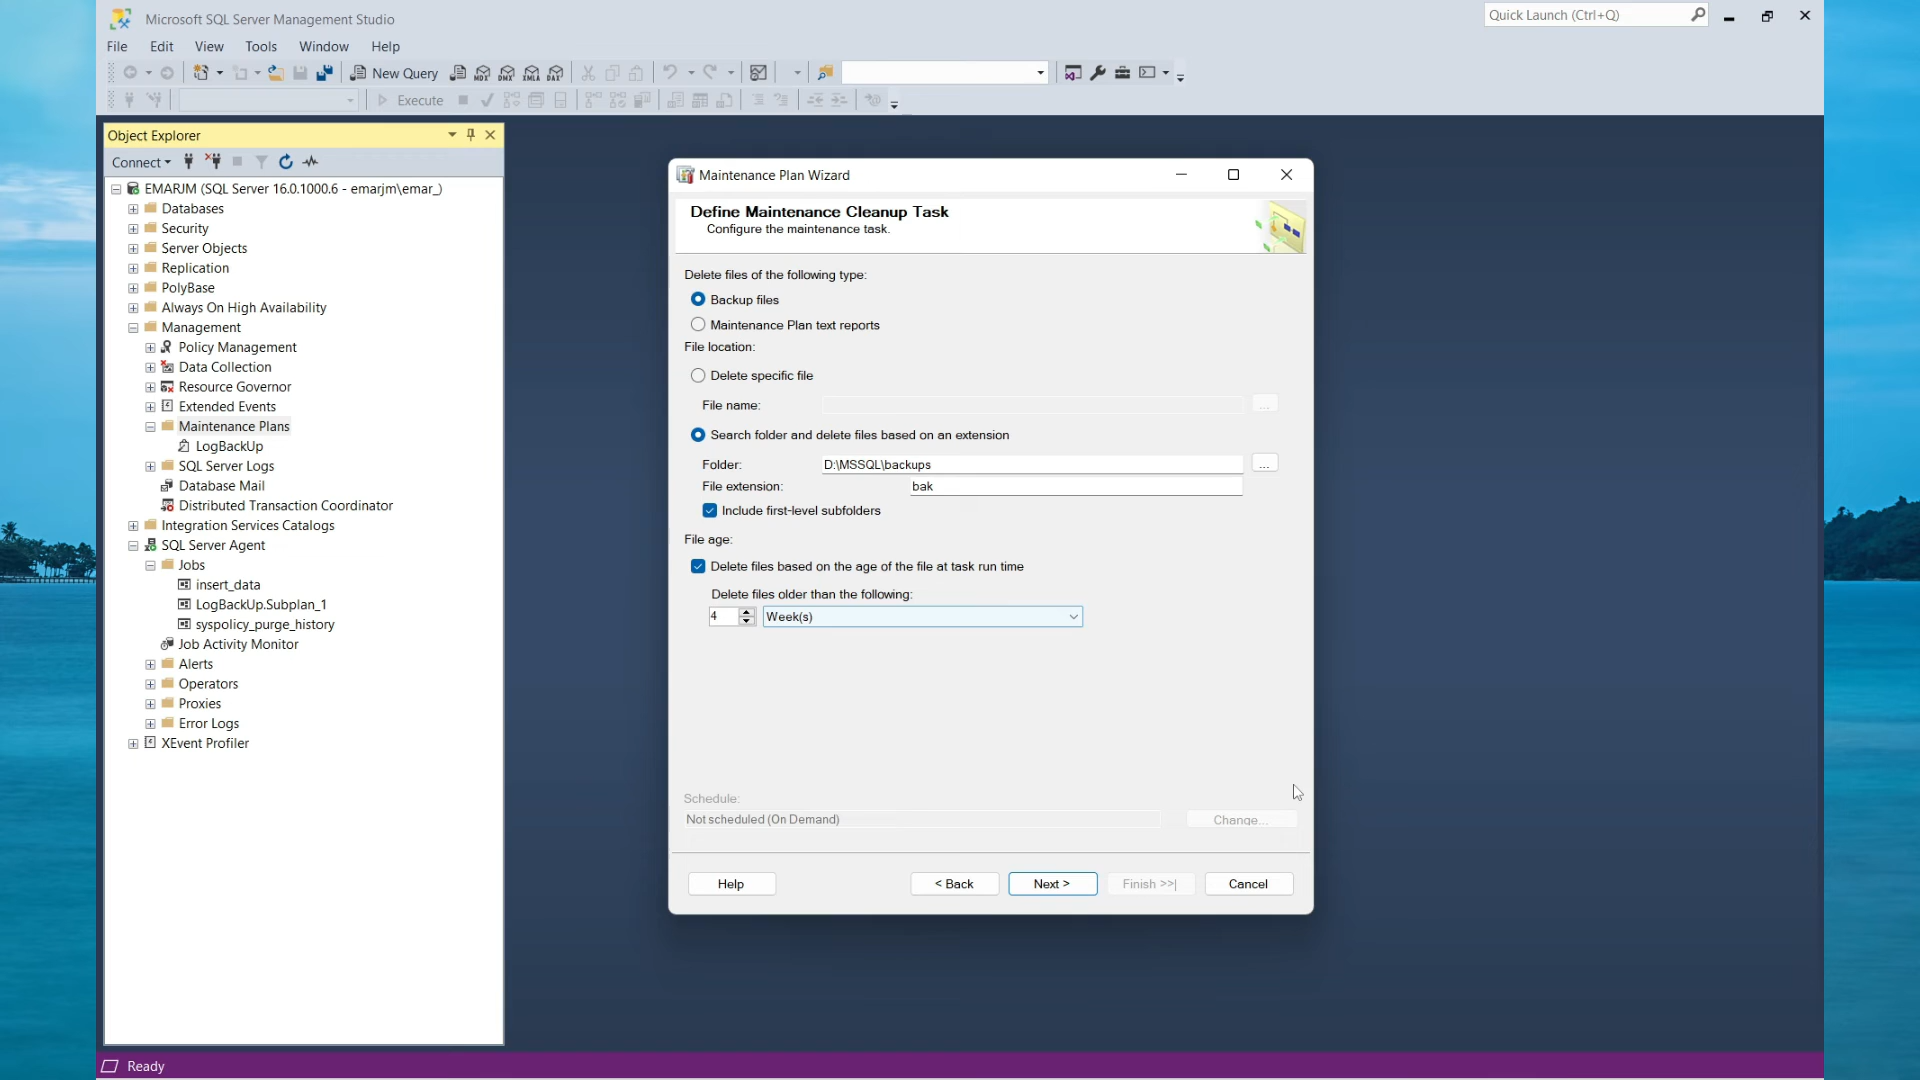 Microsoft SQL Server Management Studio
Quick Launch (Ctrl+Q)
File Edit View Tools Window Help
New Query MDX DMX XMLA DAX
Execute
Object Explorer
Connect
EMARJM (SQL Server 16.0.1000.6 - emarjm\emar_)
Databases
Security
Server Objects
Replication
PolyBase
Always On High Availability
Management
Policy Management
Data Collection
Resource Governor
Extended Events
Maintenance Plans
LogBackUp
SQL Server Logs
Database Mail
Distributed Transaction Coordinator
Integration Services Catalogs
SQL Server Agent
Jobs
insert_data
LogBackUp.Subplan_1
syspolicy_purge_history
Job Activity Monitor
Alerts
Operators
Proxies
Error Logs
XEvent Profiler
Maintenance Plan Wizard
Define Maintenance Cleanup Task
Configure the maintenance task.
Delete files of the following type:
Backup files
Maintenance Plan text reports
File location:
Delete specific file
File name:
...
Search folder and delete files based on an extension
Folder: D:\MSSQL\backups ...
File extension: bak
Include first-level subfolders
File age:
Delete files based on the age of the file at task run time
Delete files older than the following:
4 Week(s)
Schedule:
Not scheduled (On Demand) Change...
Help < Back Next > Finish >>| Cancel
Ready